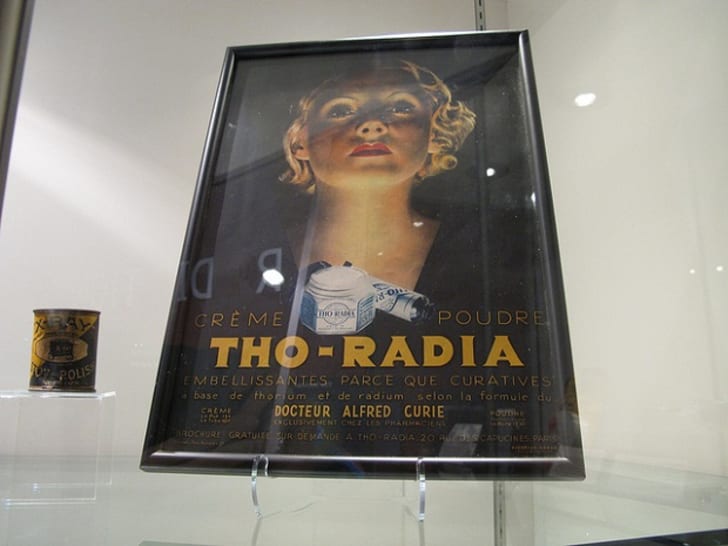 X-RAY
POLIS
THO-RADIA
CRÈME POUDRE
THO-RADIA
EMBELLISSANTES PARCE QUE CURATIVES
à base de thorium et de radium selon la formule du
CRÈME DOCTEUR ALFRED CURIE POUDRE
EXCLUSIVEMENT CHEZ LES PHARMACIENS
BROCHURE GRATUITE SUR DEMANDE A THO-RADIA.20 RUE DES CAPUCINES PARIS